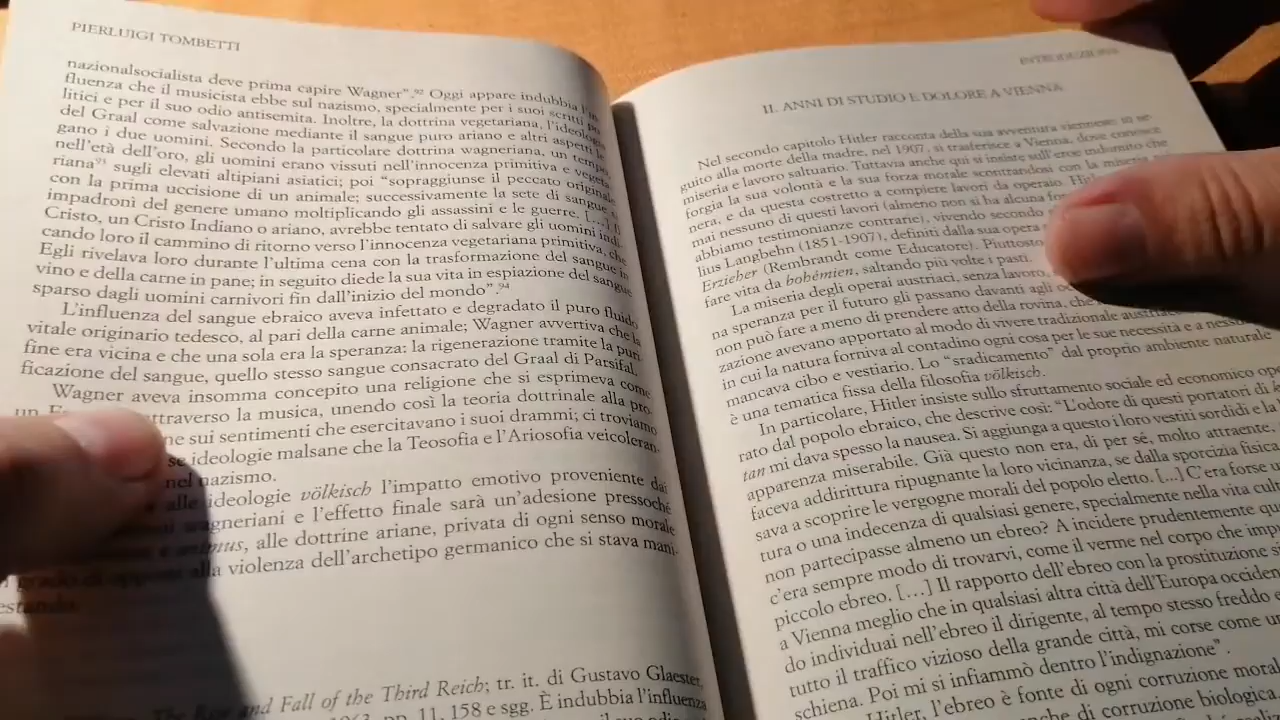 PIERLUIGI TOMBETTI
nazionalsocialista deve prima capire Wagner".92 Oggi appare indubbia l'in-
fluenza che il musicista ebbe sul nazismo, specialmente per i suoi scritti po-
litici e per il suo odio antisemita. Inoltre, la dottrina vegetariana, l'ideologia
del Graal come salvazione mediante il sangue puro ariano e altri aspetti le-
gano i due uomini. Secondo la particolare dottrina wagneriana, un tempo,
nell'età dell'oro, gli uomini erano vissuti nell'innocenza primitiva e vegeta-
riana93 sugli elevati altipiani asiatici; poi "sopraggiunse il peccato originale
con la prima uccisione di un animale; successivamente la sete di sangue si
impadronì del genere umano moltiplicando gli assassini e le guerre, [...] Il
Cristo, un Cristo Indiano o ariano, avrebbe tentato di salvare gli uomini indi-
cando loro il cammino di ritorno verso l'innocenza vegetariana primitiva, che
Egli rivelava loro durante l'ultima cena con la trasformazione del sangue in
vino e della carne in pane; in seguito diede la sua vita in espiazione del sangue
sparso dagli uomini carnivori fin dall'inizio del mondo".94
L'influenza del sangue ebraico aveva infettato e degradato il puro fluido
vitale originario tedesco, al pari della carne animale; Wagner avvertiva che la
fine era vicina e che una sola era la speranza: la rigenerazione tramite la puri-
ficazione del sangue, quello stesso sangue consacrato del Graal di Parsifal.
Wagner aveva insomma concepito una religione che si esprimeva come
un attraverso la musica, unendo così la teoria dottrinale alla pro-
ne sui sentimenti che esercitavano i suoi drammi; ci troviamo
se ideologie malsane che la Teosofia e l'Ariosofia veicoleran-
nel nazismo.
alle ideologie völkisch l'impatto emotivo proveniente dai
wagneriani e l'effetto finale sarà un'adesione pressoché
animus, alle dottrine ariane, privata di ogni senso morale
grado di opporsi alla violenza dell'archetipo germanico che si stava mani-
festando.
The Rise and Fall of the Third Reich; tr. it. di Gustavo Glaester,
pp. 11, 158 e sgg. È indubbia l'influenza
INTRODUZIONE
II. ANNI DI STUDIO E DOLORE A VIENNA
Nel secondo capitolo Hitler racconta della sua avventura viennese: in se-
guito alla morte della madre, nel 1907, si trasferisce a Vienna, dove conosce
miseria e lavoro saltuario. Tuttavia anche qui si insiste sull'eroe indomito che
forgia la sua volontà e la sua forza morale scontrandosi con la miseria
nera, e da questa costretto a compiere lavori da operaio.
mai nessuno di questi lavori (almeno non si ha alcuna
abbiamo testimonianze contrarie), vivendo secondo
lius Langbehn (1851-1907), definiti dalla sua opera
Erzieher (Rembrandt come Educatore). Piuttosto
fare vita da bohémien, saltando più volte i pasti.
La miseria degli operai austriaci, senza lavoro,
na speranza per il futuro gli passano davanti agli
non può fare a meno di prendere atto della rovina, che
zazione avevano apportato al modo di vivere tradizionale austriaco
in cui la natura forniva al contadino ogni cosa per le sue necessità e a
mancava cibo e vestiario. Lo "sradicamento" dal proprio ambiente naturale
è una tematica fissa della filosofia völkisch.
In particolare, Hitler insiste sullo sfruttamento sociale ed economico
rato dal popolo ebraico, che descrive così: "L'odore di questi portatori di
tan mi dava spesso la nausea. Si aggiunga a questo i loro vestiti sordidi e la
apparenza miserabile. Già questo non era, di per sé, molto attraente,
faceva addirittura ripugnante la loro vicinanza, se dalla sporcizia fisica
sava a scoprire le vergogne morali del popolo eletto. [...] C'era forse
tura o una indecenza di qualsiasi genere, specialmente nella vita
non partecipasse almeno un ebreo? A incidere prudentemente
c'era sempre modo di trovarvi, come il verme nel corpo che
piccolo ebreo. [...] Il rapporto dell'ebreo con la prostituzione
a Vienna meglio che in qualsiasi altra città dell'Europa
do individuai nell'ebreo il dirigente, al tempo stesso freddo e
tutto il traffico vizioso della grande città, mi corse come
schiena. Poi mi si infiammò dentro l'indignazione".
Hitler, l'ebreo è fonte di ogni corruzione
anche di corruzione biologica